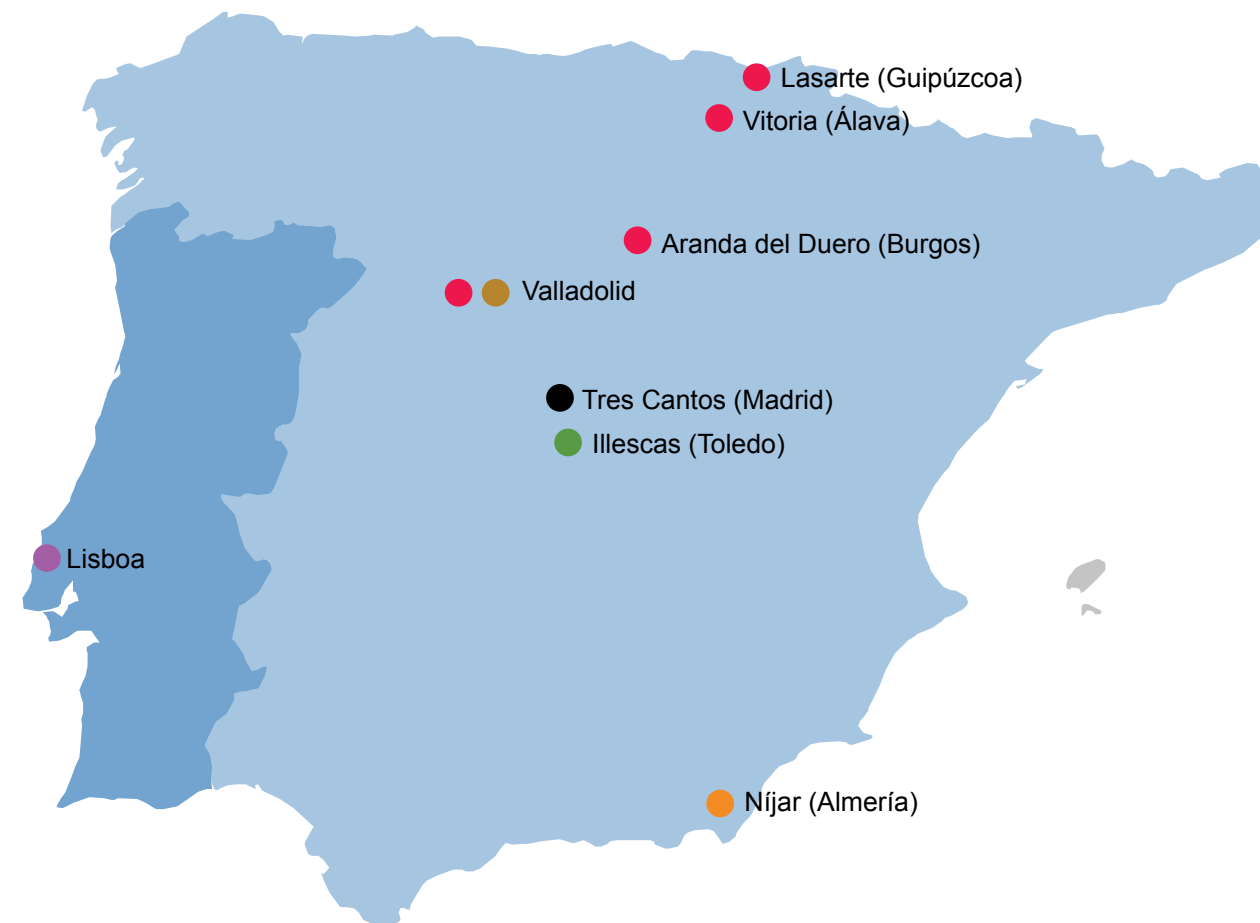 Lasarte (Guipúzcoa)
Vitoria (Álava)
Aranda del Duero (Burgos)
Valladolid
Tres Cantos (Madrid)
Illescas (Toledo)
Lisboa
Níjar (Almería)